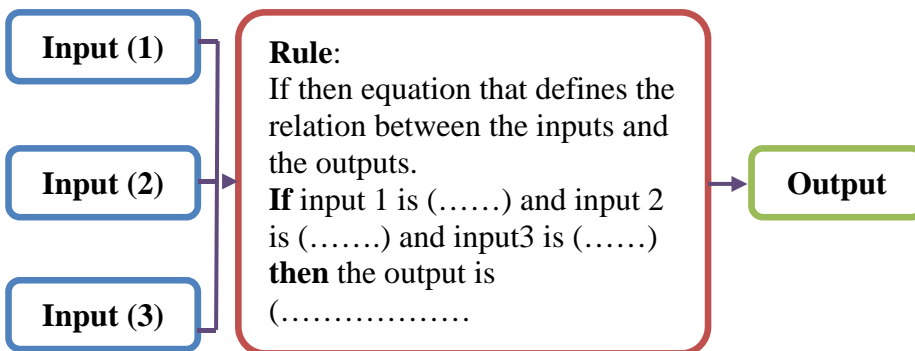 Input (1)
Input (2)
Input (3)
Rule:
If then equation that defines the
relation between the inputs and
the outputs.
If input 1 is (……) and input 2
is (…….) and input3 is (……)
then the output is
(………………
Output